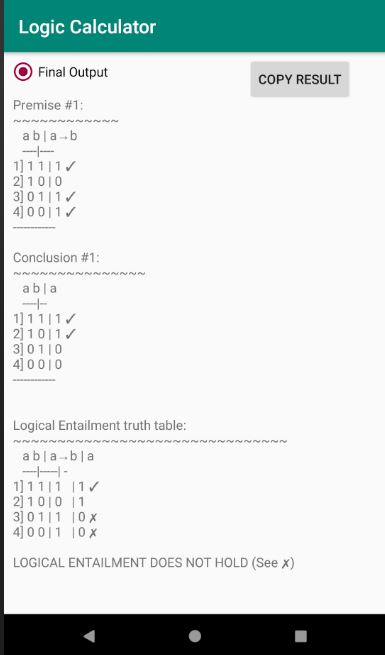 Logic Calculator
Final Output
COPY RESULT
Premise #1:
~~~~~~~~~~~~
a b | a→b
----|----
1] 1 1 | 1 ✓
2] 1 0 | 0
3] 0 1 | 1 ✓
4] 0 0 | 1 ✓
------------
Conclusion #1:
~~~~~~~~~~~~~~~
a b | a
----|--
1] 1 1 | 1 ✓
2] 1 0 | 1 ✓
3] 0 1 | 0
4] 0 0 | 0
------------
Logical Entailment truth table:
~~~~~~~~~~~~~~~~~~~~~~~~~~~~~~~
a b | a→b | a
----|-----| -
1] 1 1 | 1 | 1 ✓
2] 1 0 | 0 | 1
3] 0 1 | 1 | 0 ✗
4] 0 0 | 1 | 0 ✗
LOGICAL ENTAILMENT DOES NOT HOLD (See ✗)